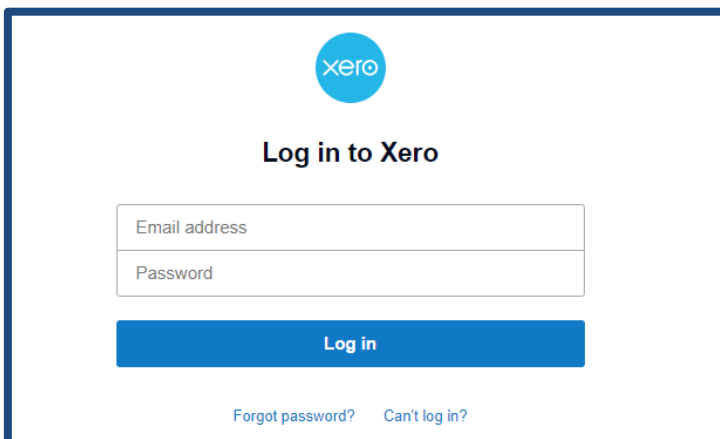 xero
Log in to Xero
Email address
Password
Log in
Forgot password? Can't log in?